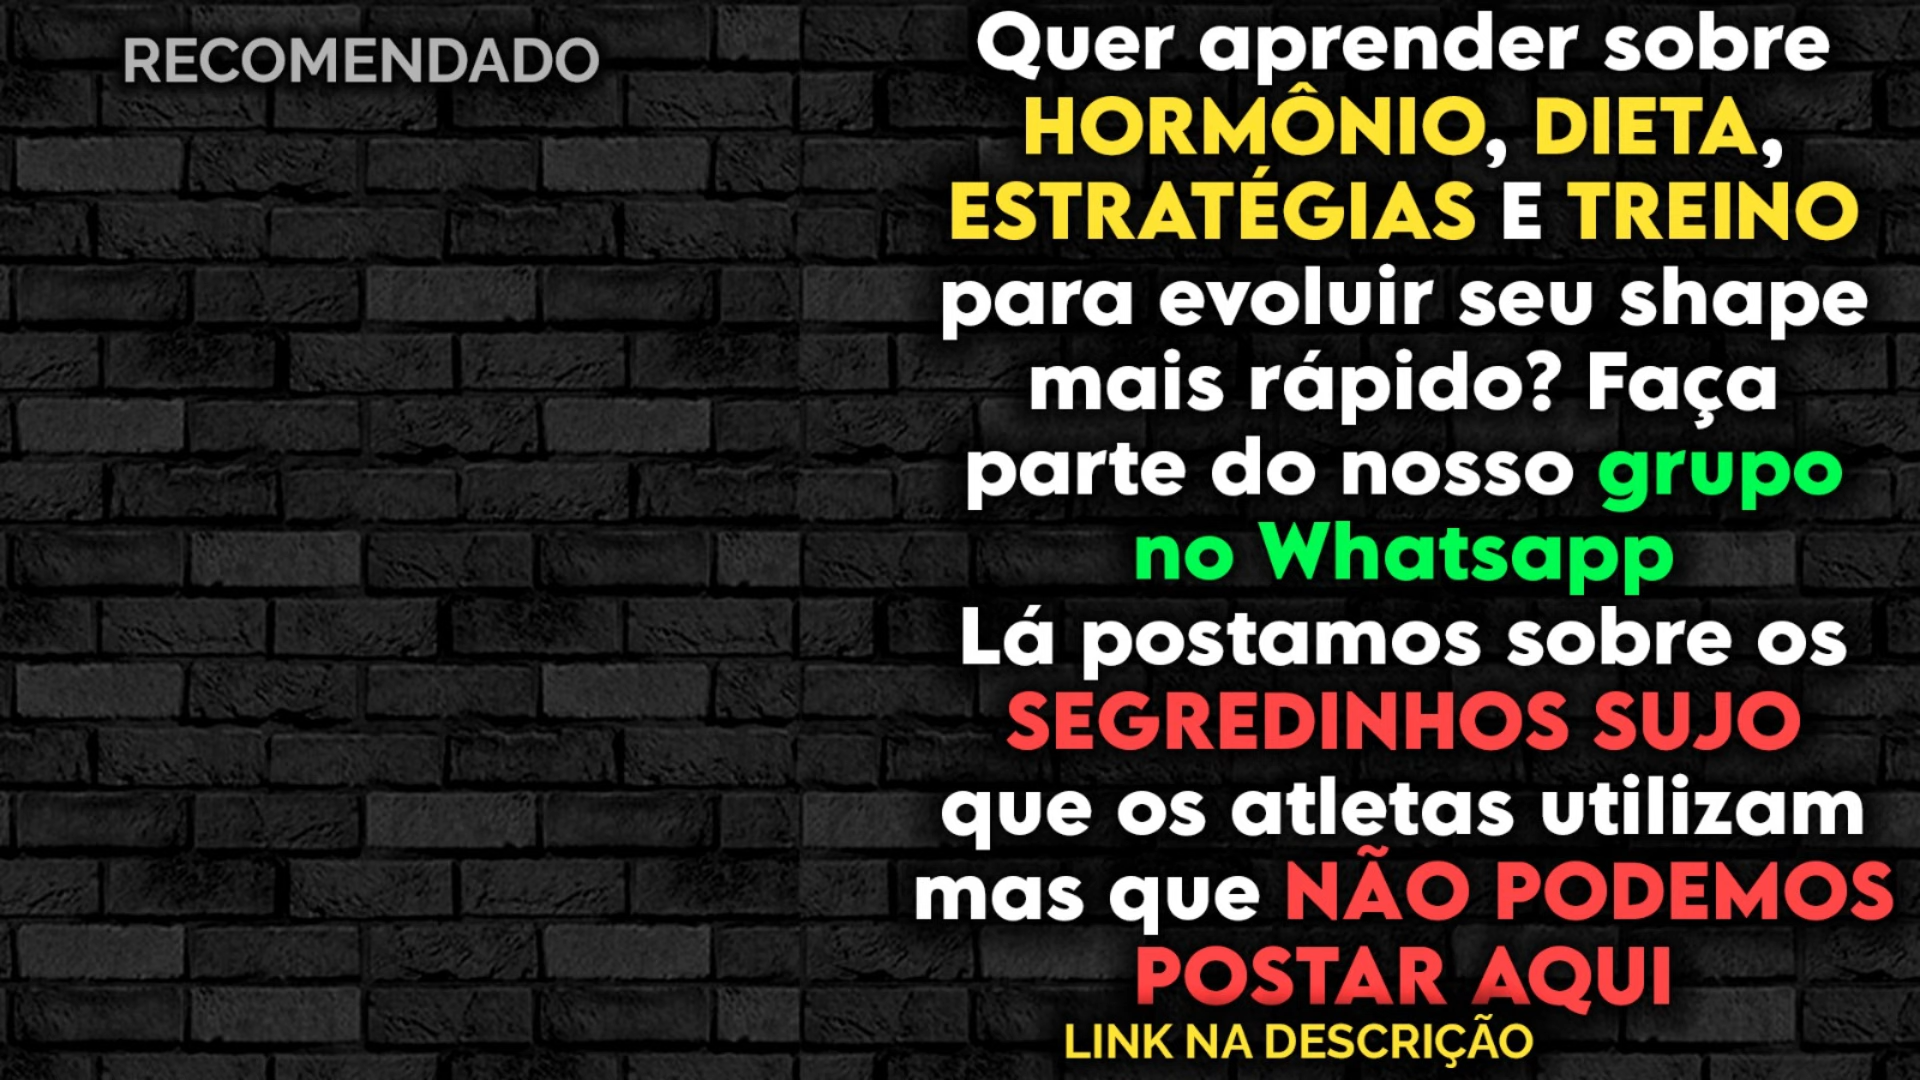 RECOMENDADO
Quer aprender sobre
HORMÔNIO, DIETA,
ESTRATÉGIAS E TREINO
para evoluir seu shape
mais rápido? Faça
parte do nosso grupo
no Whatsapp
Lá postamos sobre os
SEGREDINHOS SUJO
que os atletas utilizam
mas que NÃO PODEMOS
POSTAR AQUI
LINK NA DESCRIÇÃO